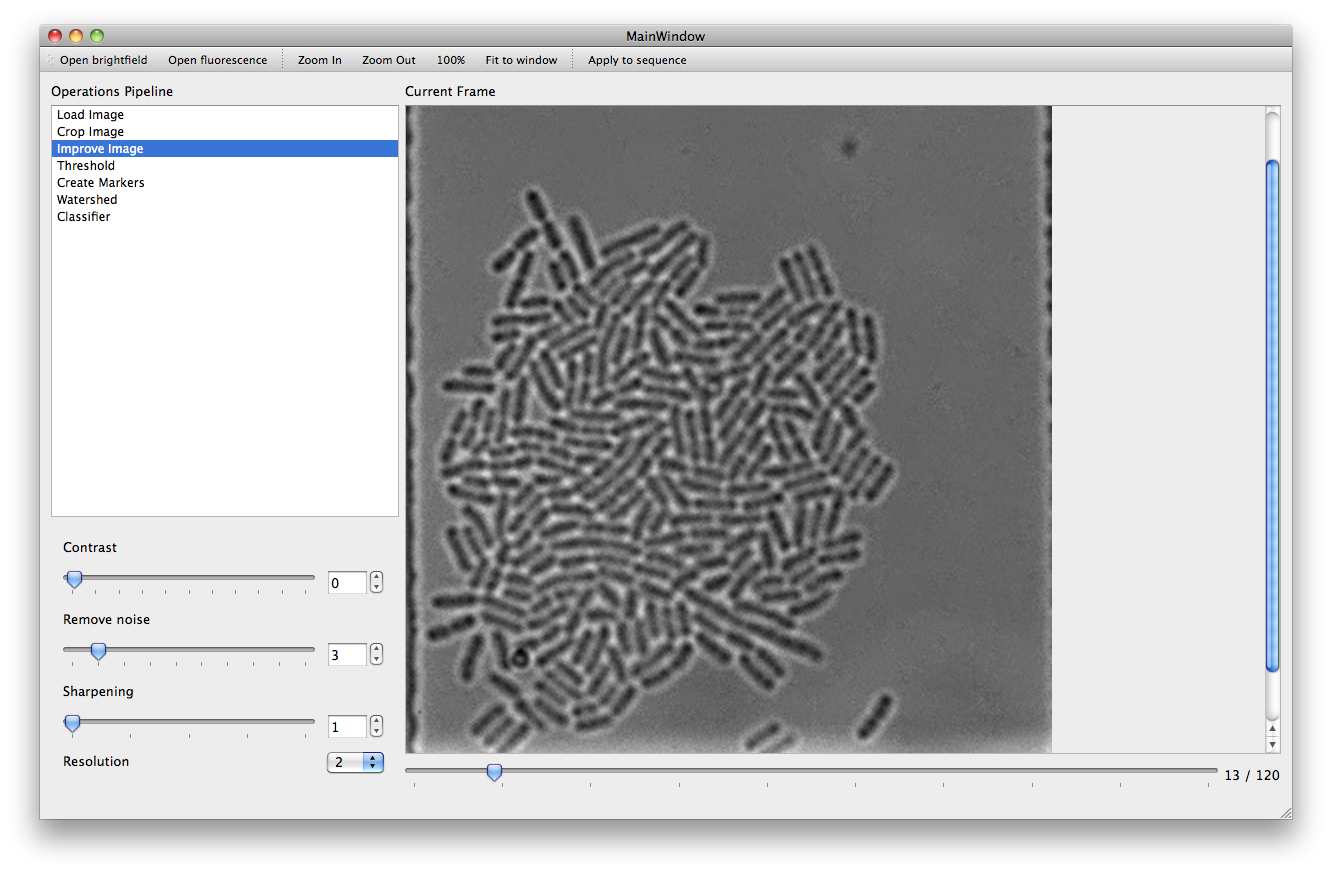 MainWindow
Open brightfield Open fluorescence Zoom In Zoom Out 100% Fit to window Apply to sequence
Operations Pipeline
Load Image
Crop Image
Improve Image
Threshold
Create Markers
Watershed
Classifier
Contrast
0
Remove noise
3
Sharpening
1
Resolution
2
Current Frame
13 / 120